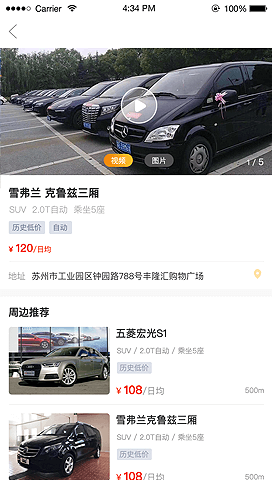 Carrier 4:34 PM 100%
视频 图片 1 / 5
雪弗兰 克鲁兹三厢
SUV 2.0T自动 乘坐5座
历史低价 自动
¥ 120/日均
地址 苏州市工业园区钟园路788号丰隆汇购物广场
周边推荐
五菱宏光S1
SUV / 2.0T自动 / 乘坐5座
历史低价
¥ 108/日均 500m
雪弗兰克鲁兹三厢
SUV / 2.0T自动 / 乘坐5座
历史低价
¥ 108/日均 500m